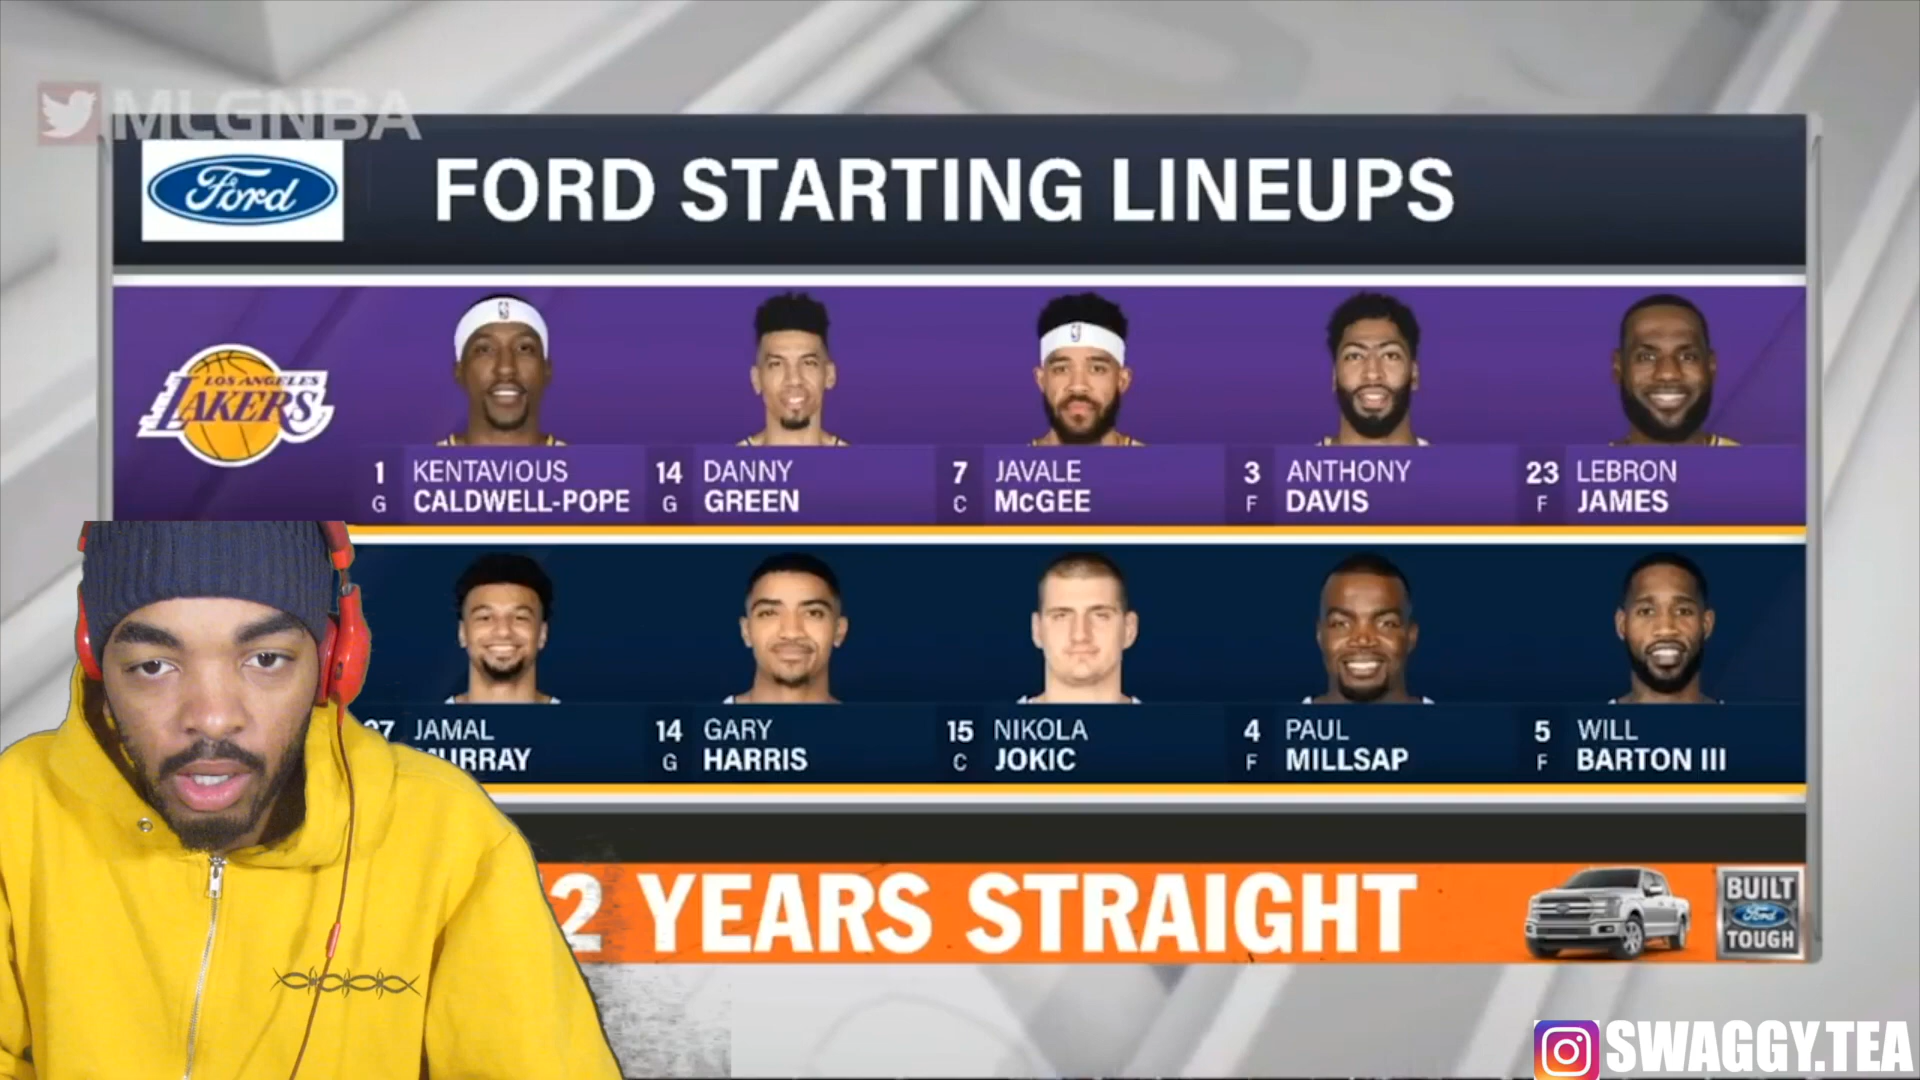 MLGNBA
Ford
FORD STARTING LINEUPS
LOS ANGELES
LAKERS
1 KENTAVIOUS
G CALDWELL-POPE
14 DANNY
G GREEN
7 JAVALE
C McGEE
3 ANTHONY
F DAVIS
23 LEBRON
F JAMES
JAMAL
14 GARY
G HARRIS
15 NIKOLA
C JOKIC
4 PAUL
F MILLSAP
5 WILL
F BARTON III
2 YEARS STRAIGHT
BUILT
Ford
TOUGH
SWAGGY.TEA